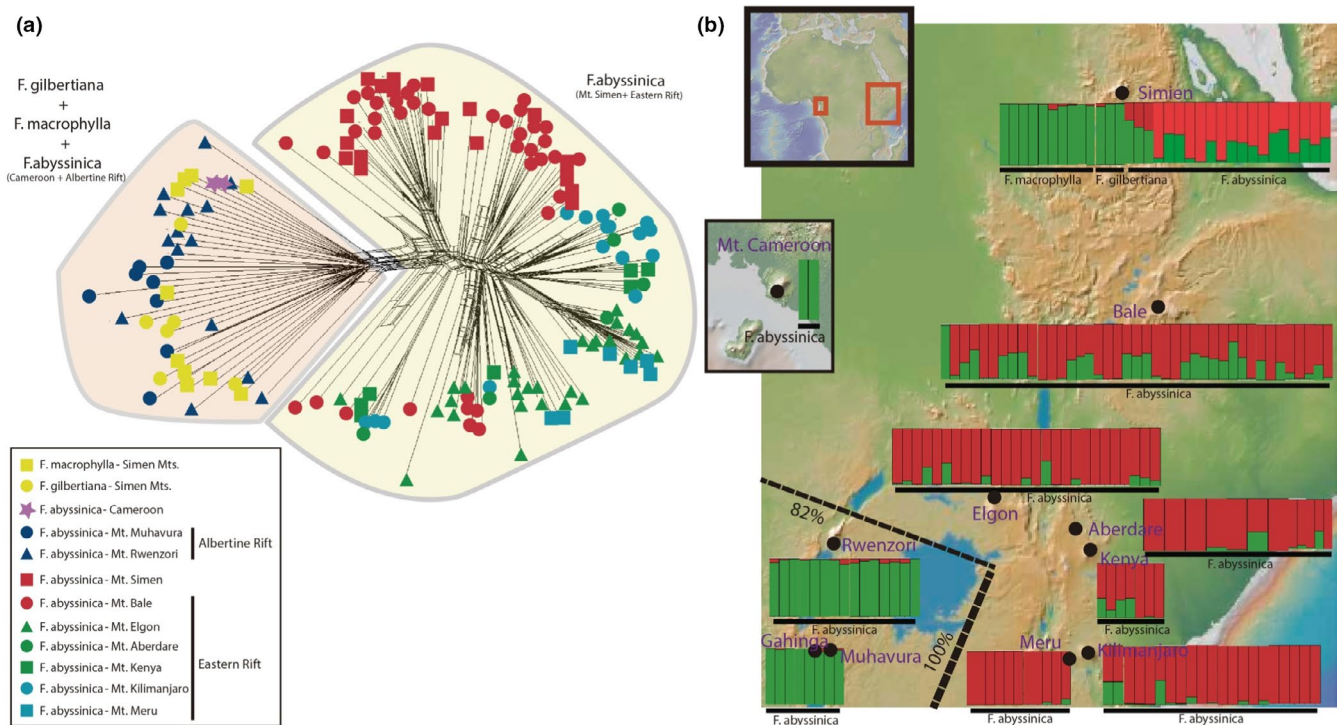 (a)
F. gilbertiana
+
F. macrophylla
+
F.abyssinica
(Cameroon + Albertine Rift)
F.abyssinica
(Mt. Simen+ Eastern Rift)
F. macrophylla - Simen Mts.
F. gilbertiana - Simen Mts.
F. abyssinica- Cameroon
F. abyssinica - Mt. Muhavura
F. abyssinica - Mt. Rwenzori
Albertine Rift
F. abyssinica - Mt. Simen
F. abyssinica - Mt. Bale
F. abyssinica - Mt. Elgon
F. abyssinica - Mt. Aberdare
F. abyssinica - Mt. Kenya
F. abyssinica - Mt. Kilimanjaro
F. abyssinica - Mt. Meru
Eastern Rift
(b)
Simien
F. macrophylla
F. gilbertiana
F. abyssinica
Mt. Cameroon
F. abyssinica
Bale
F. abyssinica
F. abyssinica
Elgon
82%
Aberdare
Rwenzori
Kenya
F. abyssinica
F. abyssinica
100%
Gahinga
Muhavura
Meru
Kilimanjaro
F. abyssinica
F. abyssinica
F. abyssinica